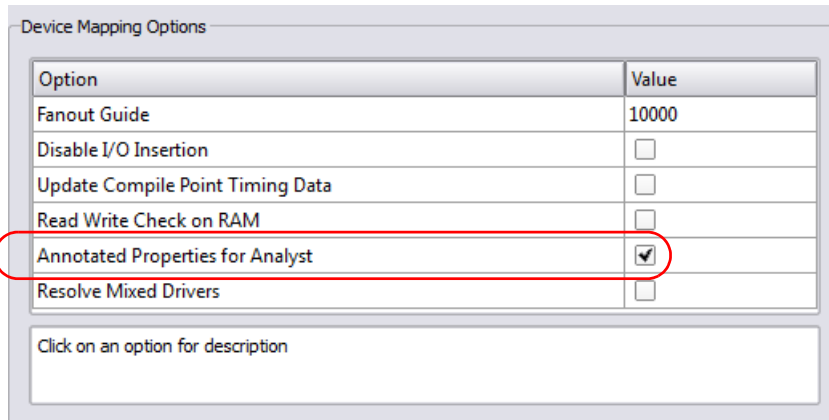 Device Mapping Options
Option Value
Fanout Guide 10000
Disable I/O Insertion
Update Compile Point Timing Data
Read Write Check on RAM
Annotated Properties for Analyst
Resolve Mixed Drivers
Click on an option for description